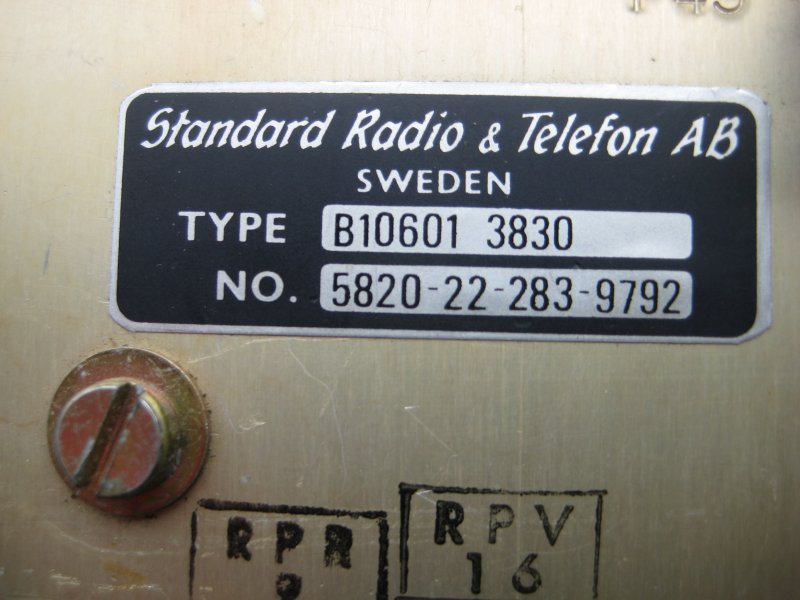 Standard Radio & Telefon AB
SWEDEN
TYPE B10601 3830
NO. 5820-22-283-9792
RPR
RPV
16